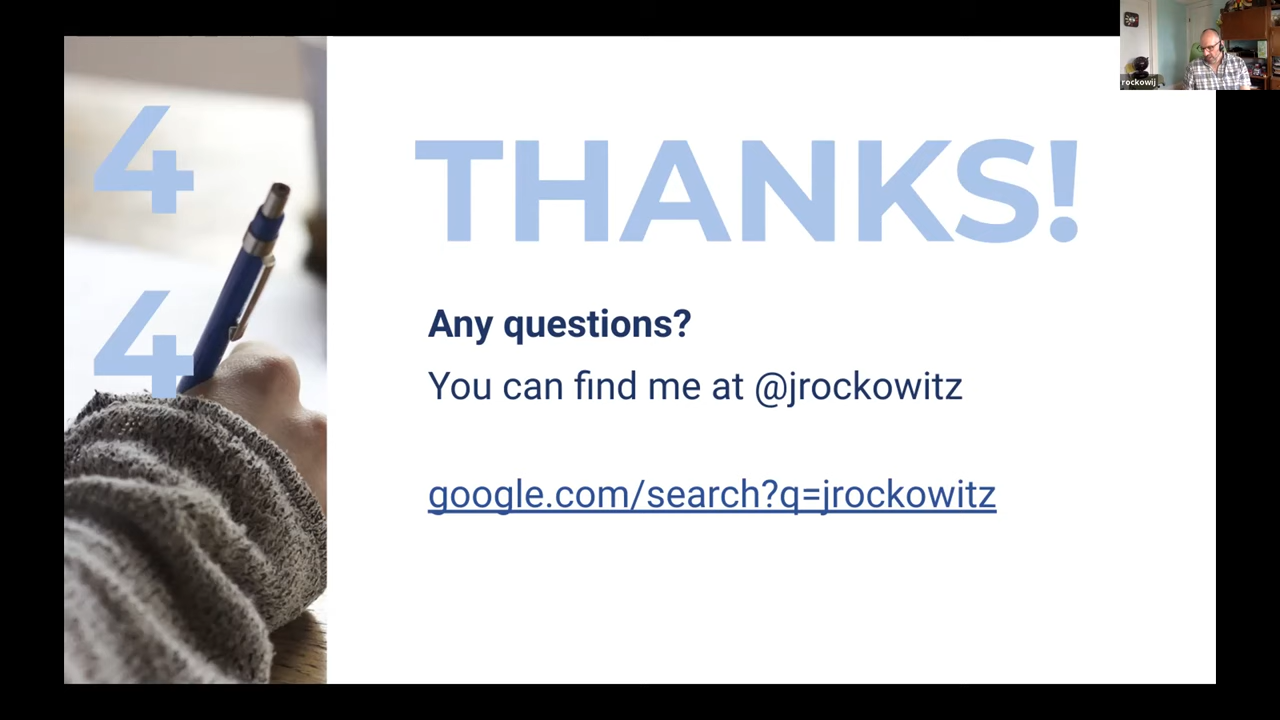 4
4
THANKS!
Any questions?
You can find me at @jrockowitz
google.com/search?q=jrockowitz
rockowij